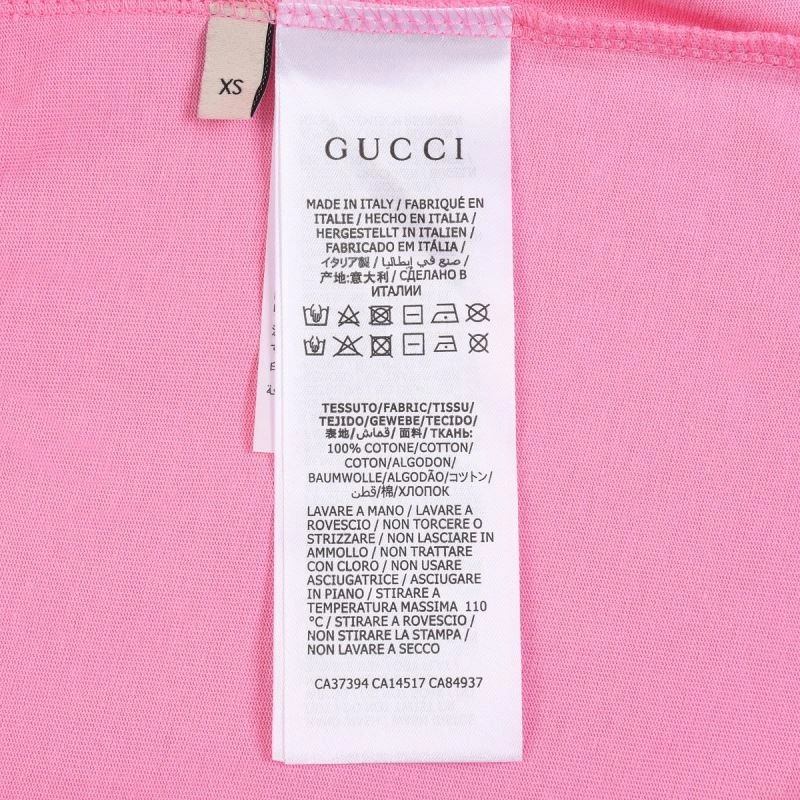 XS
GUCCI
MADE IN ITALY / FABRIQUÉ EN
ITALIE / HECHO EN ITALIA /
HERGESTELLT IN ITALIEN /
FABRICADO EM ITÁLIA /
イタリア製 / صنع في إيطاليا /
产地:意大利 / СДЕЛАНО В
ИТАЛИИ
TESSUTO/FABRIC/TISSU/
TEJIDO/GEWEBE/TECIDO/
表地/قماش/ 面料/ ТКАНЬ:
100% COTONE/COTTON/
COTON/ALGODON/
BAUMWOLLE/ALGODÃO/コットン/
قطن/棉/ХЛОПОК
LAVARE A MANO / LAVARE A
ROVESCIO / NON TORCERE O
STRIZZARE / NON LASCIARE IN
AMMOLLO / NON TRATTARE
CON CLORO / NON USARE
ASCIUGATRICE / ASCIUGARE
IN PIANO / STIRARE A
TEMPERATURA MASSIMA 110
°C / STIRARE A ROVESCIO /
NON STIRARE LA STAMPA /
NON LAVARE A SECCO
CA37394 CA14517 CA84937